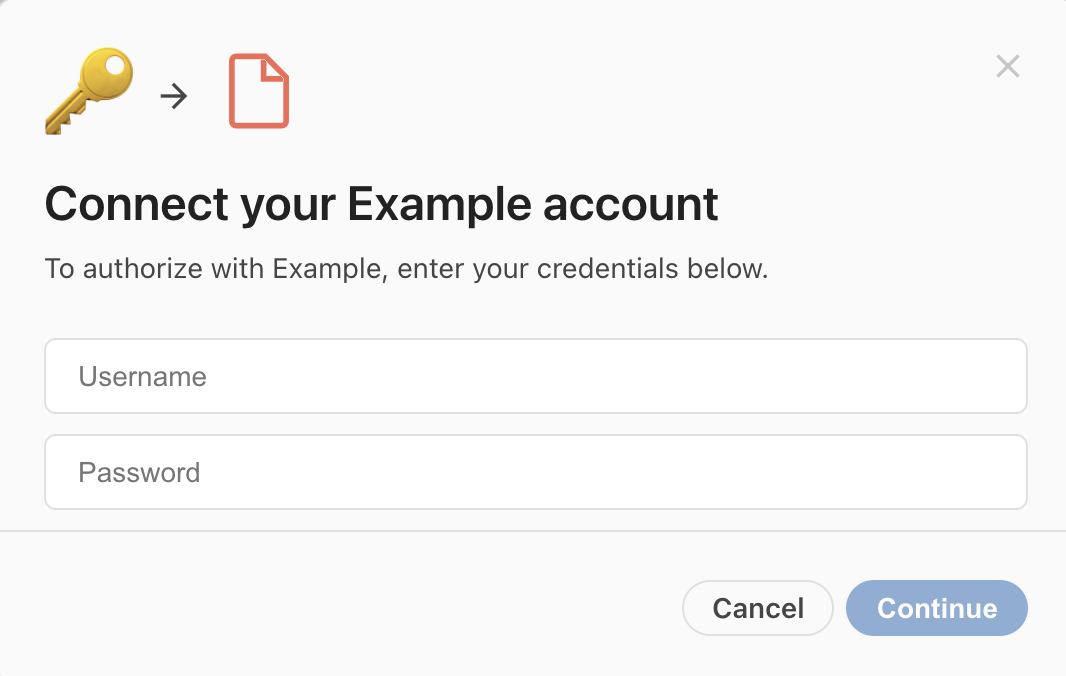 Connect your Example account
To authorize with Example, enter your credentials below.
Username
Password
Cancel
Continue